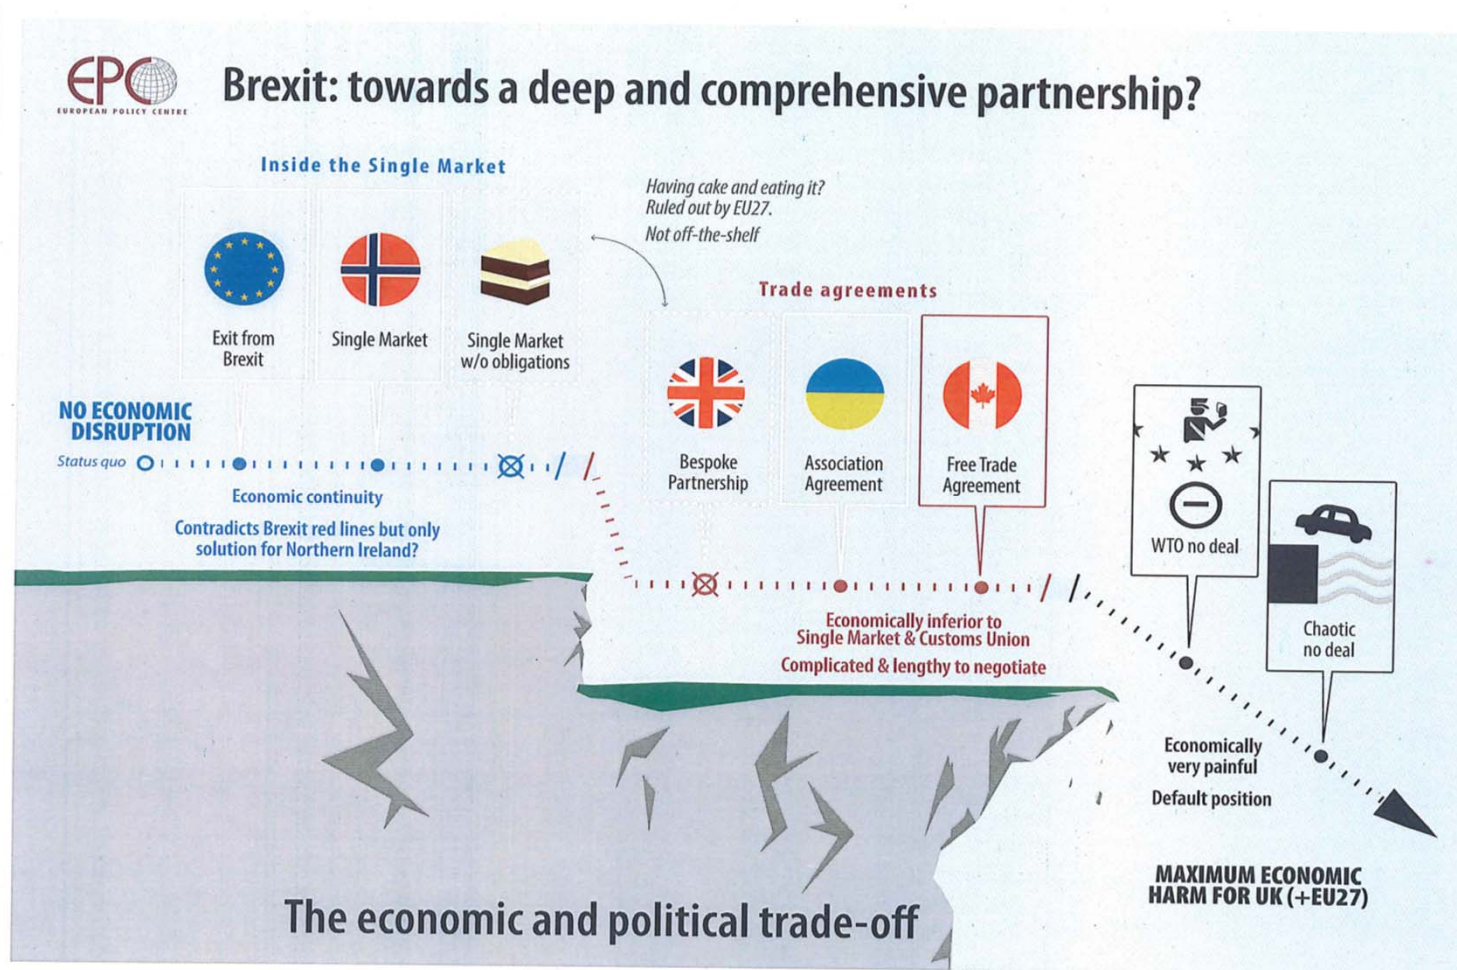 EPC
EUROPEAN POLICY CENTRE
Brexit: towards a deep and comprehensive partnership?
Inside the Single Market
Exit from
Brexit
Single Market
Single Market
w/o obligations
Having cake and eating it?
Ruled out by EU27.
Not off-the-shelf
Trade agreements
Bespoke
Partnership
Association
Agreement
Free Trade
Agreement
NO ECONOMIC
DISRUPTION
Status quo
Economic continuity
Contradicts Brexit red lines but only
solution for Northern Ireland?
Economically inferior to
Single Market & Customs Union
Complicated & lengthy to negotiate
WTO no deal
Chaotic
no deal
Economically
very painful
Default position
MAXIMUM ECONOMIC
HARM FOR UK (+EU27)
The economic and political trade-off